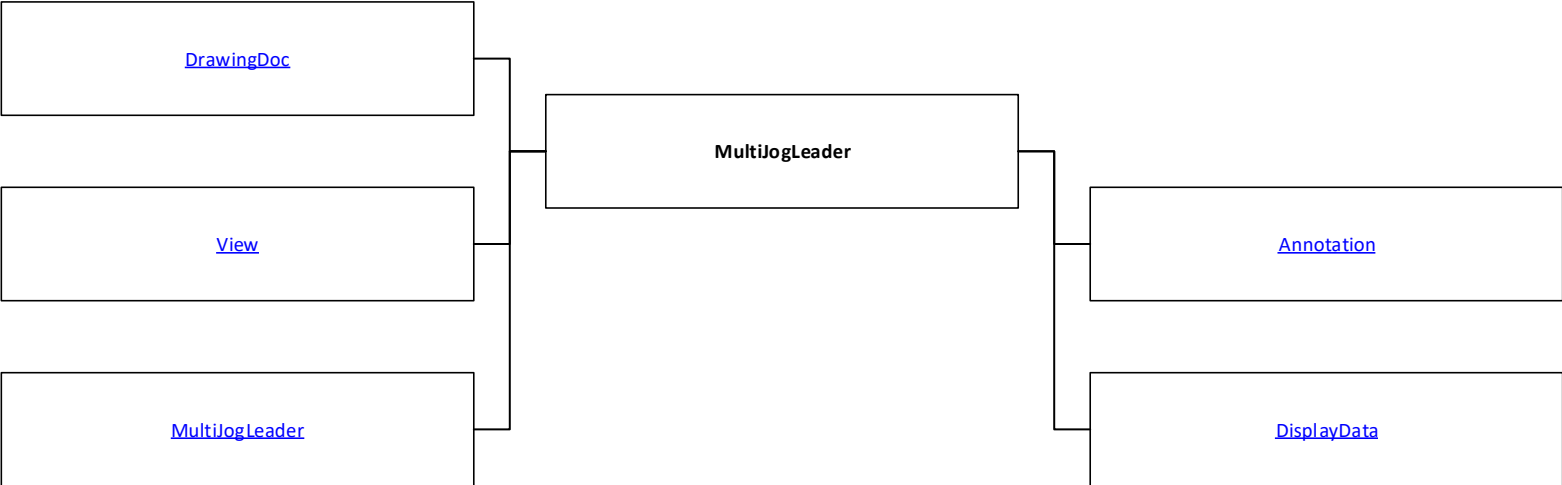 DrawingDoc
MultiJogLeader
View
Annotation
MultiJogLeader
DisplayData